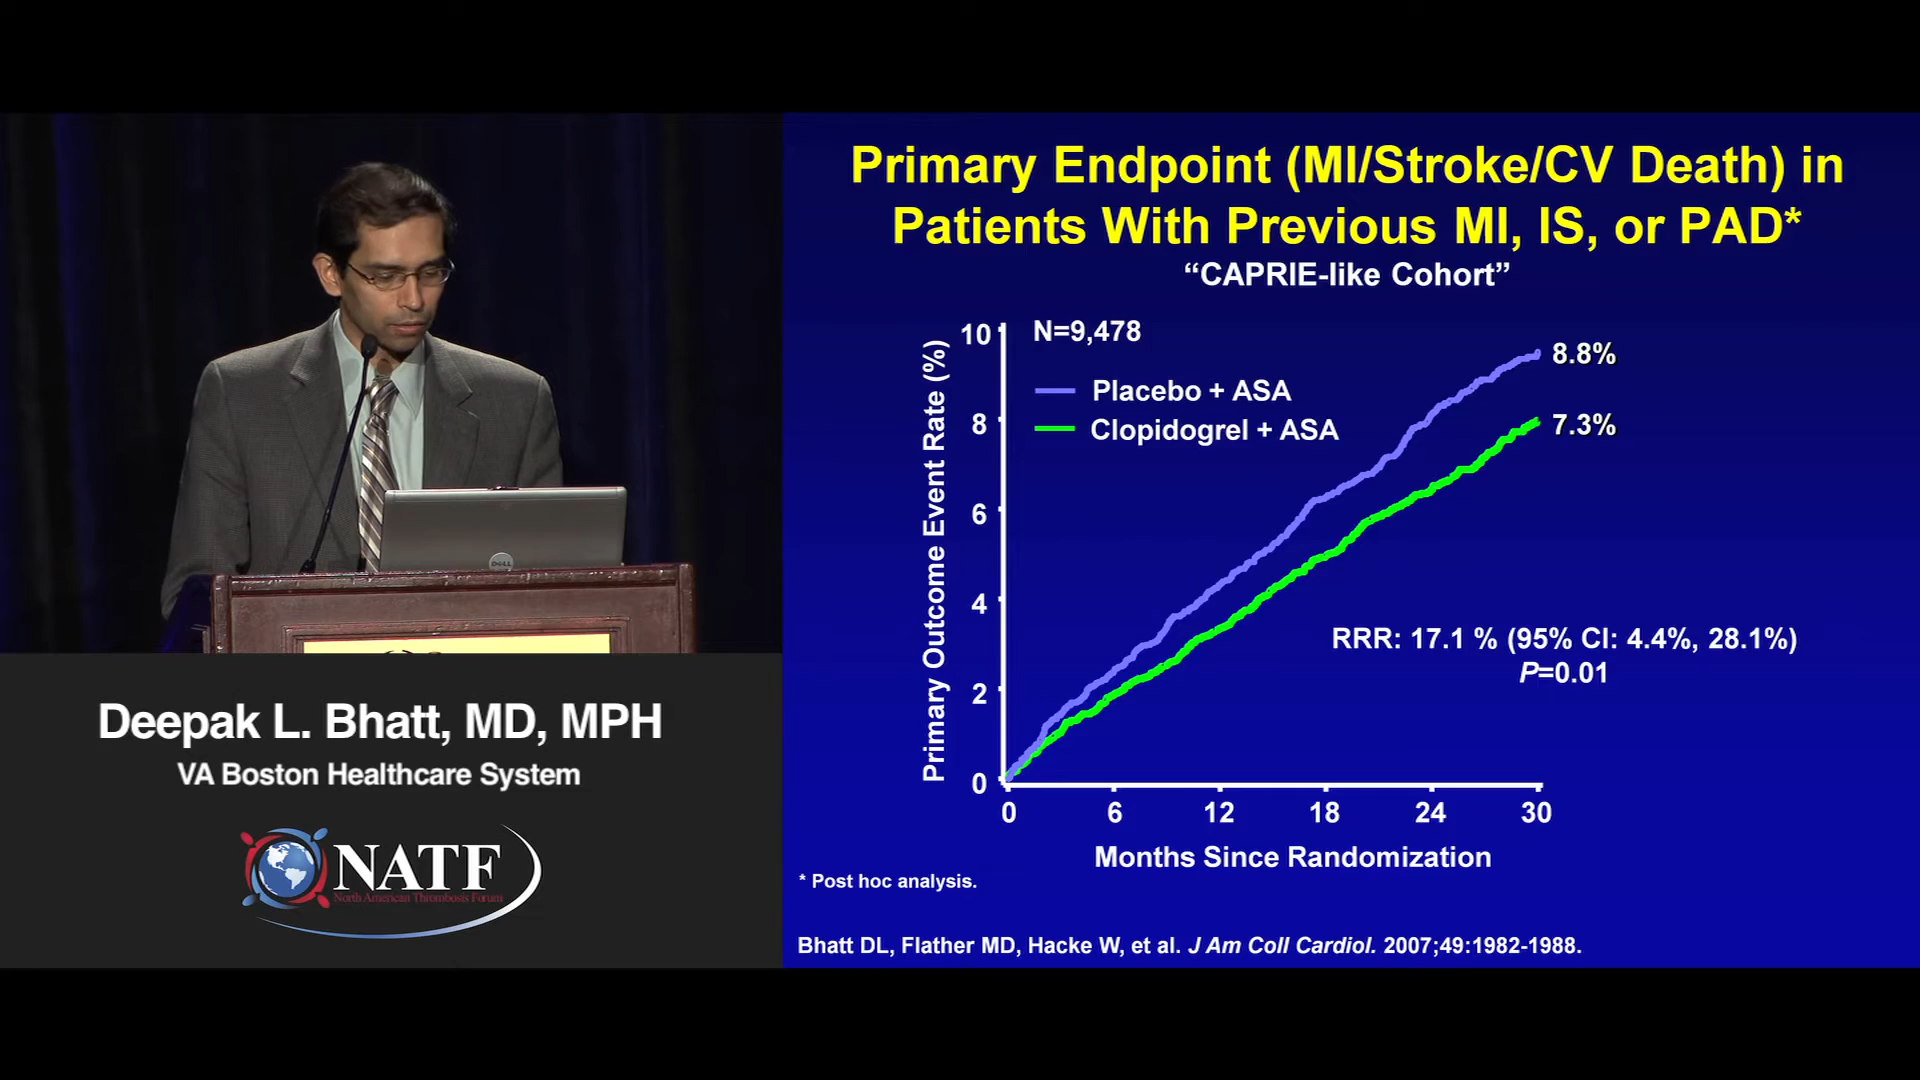 Primary Endpoint (MI/Stroke/CV Death) in
Patients With Previous MI, IS, or PAD*
“CAPRIE-like Cohort”
N=9,478
Placebo + ASA
Clopidogrel + ASA
8.8%
7.3%
RRR: 17.1 % (95% CI: 4.4%, 28.1%)
P=0.01
Primary Outcome Event Rate (%)
10
8
6
4
2
0
0 6 12 18 24 30
Months Since Randomization
* Post hoc analysis.
Bhatt DL, Flather MD, Hacke W, et al. J Am Coll Cardiol. 2007;49:1982-1988.
DELL
Deepak L. Bhatt, MD, MPH
VA Boston Healthcare System
NATF
North American Thrombosis Forum